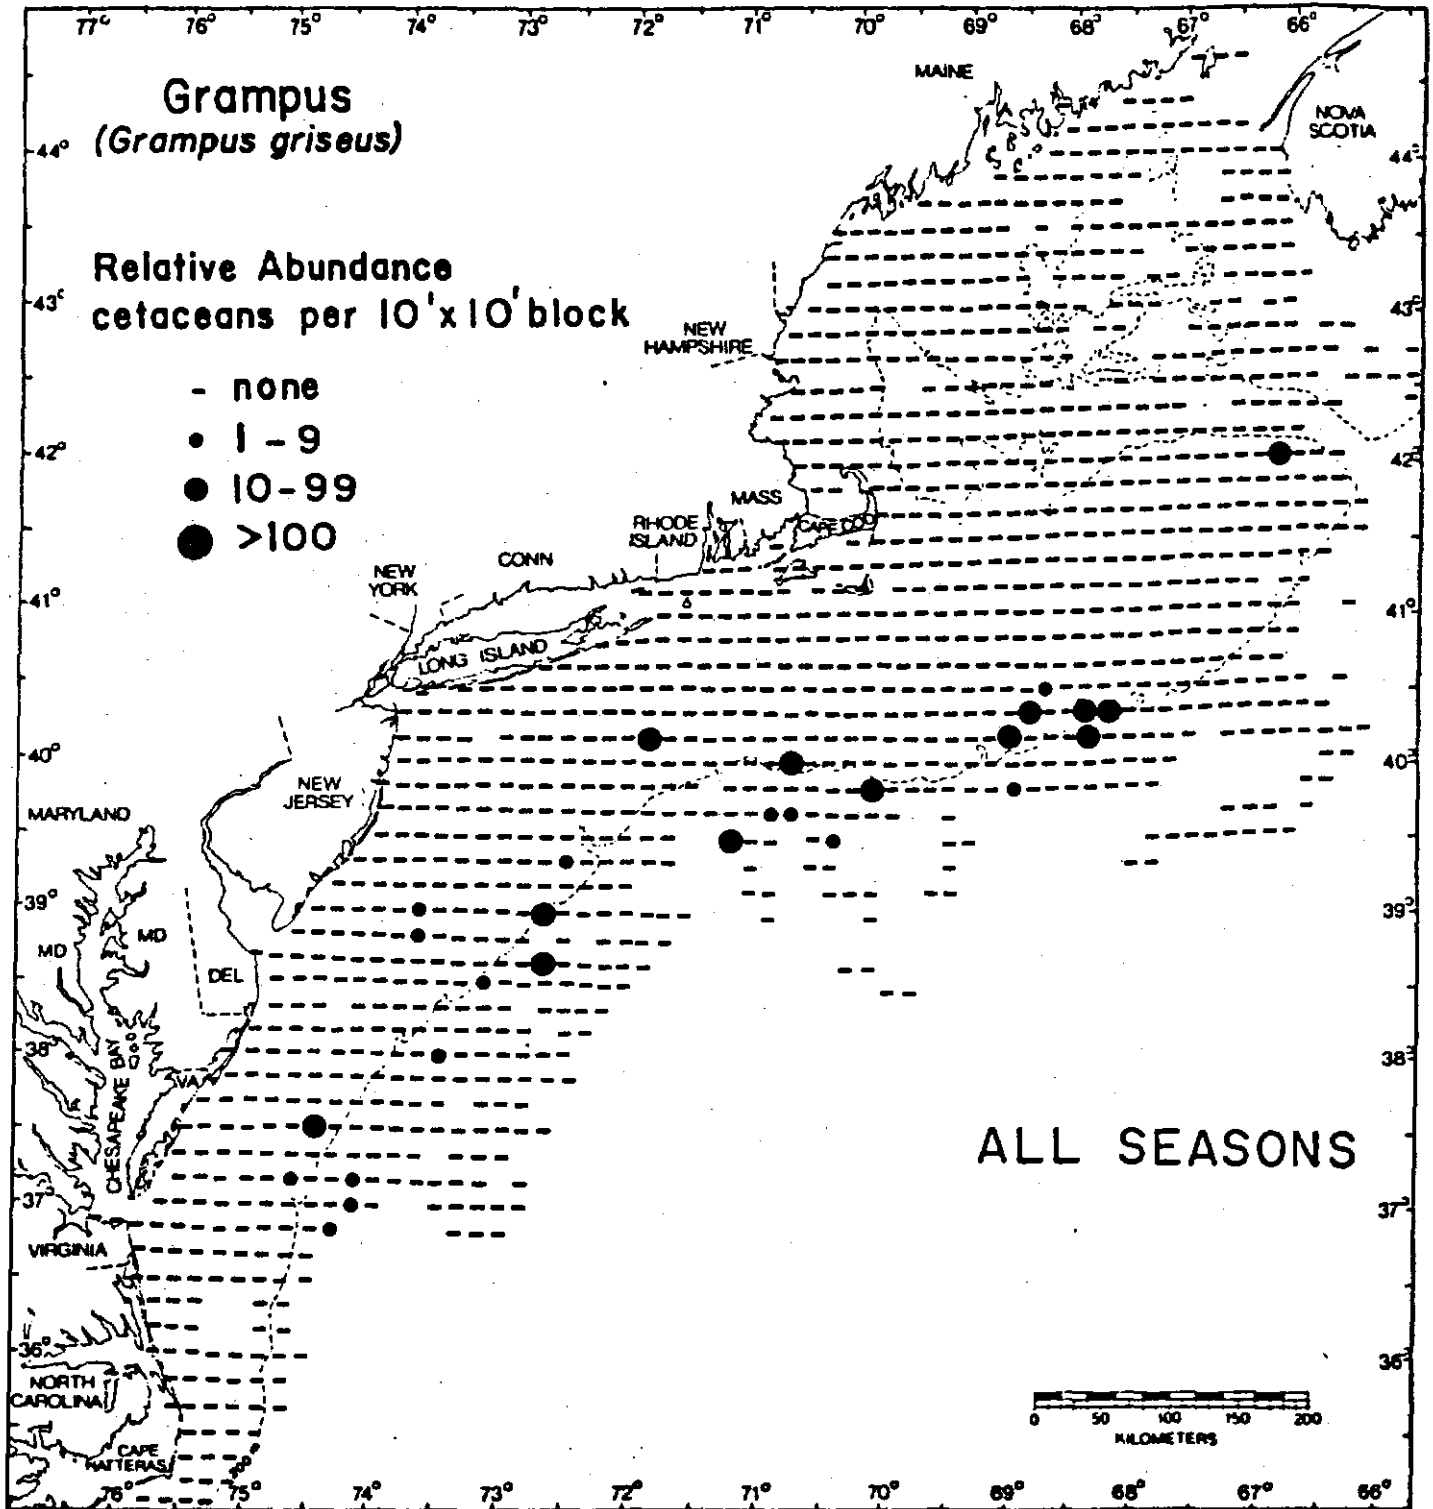 77° 76° 75° 74° 73° 72° 71° 70° 69° 68° 67° 66°
Grampus
(Grampus griseus)
MAINE
NOVA
SCOTIA
44° 44°
Relative Abundance
cetaceans per 10'x10' block
43° 43°
NEW
HAMPSHIRE
- none
1-9
10-99
>100
42° 42°
MASS
CAPE COD
RHODE
ISLAND
CONN
NEW
YORK
41° 41°
LONG ISLAND
40° 40°
NEW
JERSEY
MARYLAND
39° 39°
MD MD
DEL
38° 38°
CHESAPEAKE BAY
VA
ALL SEASONS
37° 37°
VIRGINIA
36° 36°
NORTH
CAROLINA
0 50 100 150 200
KILOMETERS
CAPE
HATTERAS
76° 75° 74° 73° 72° 71° 70° 69° 68° 67° 66°